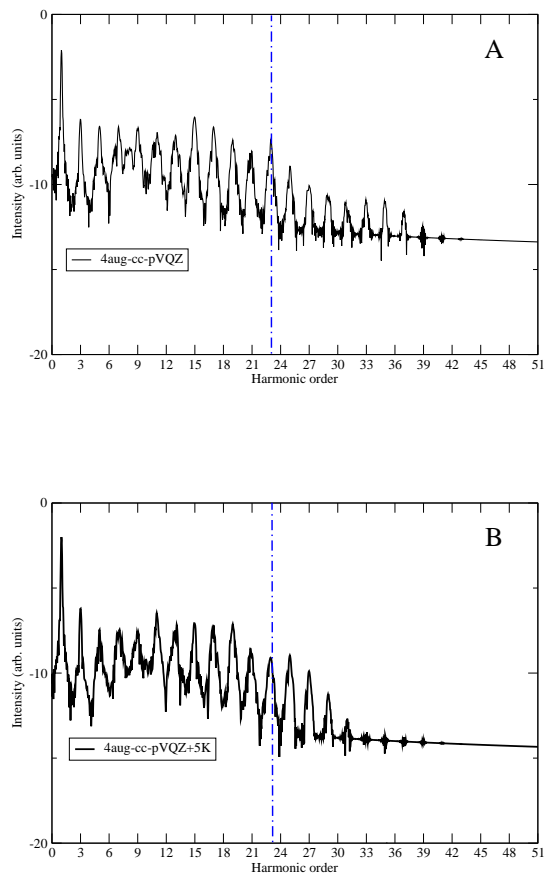 A
0
-10
-20
Intensity (arb. units)
4aug-cc-pVQZ
0 3 6 9 12 15 18 21 24 27 30 33 36 39 42 45 48 51
Harmonic order
B
0
-10
-20
Intensity (arb. units)
4aug-cc-pVQZ+5K
0 3 6 9 12 15 18 21 24 27 30 33 36 39 42 45 48 51
Harmonic order